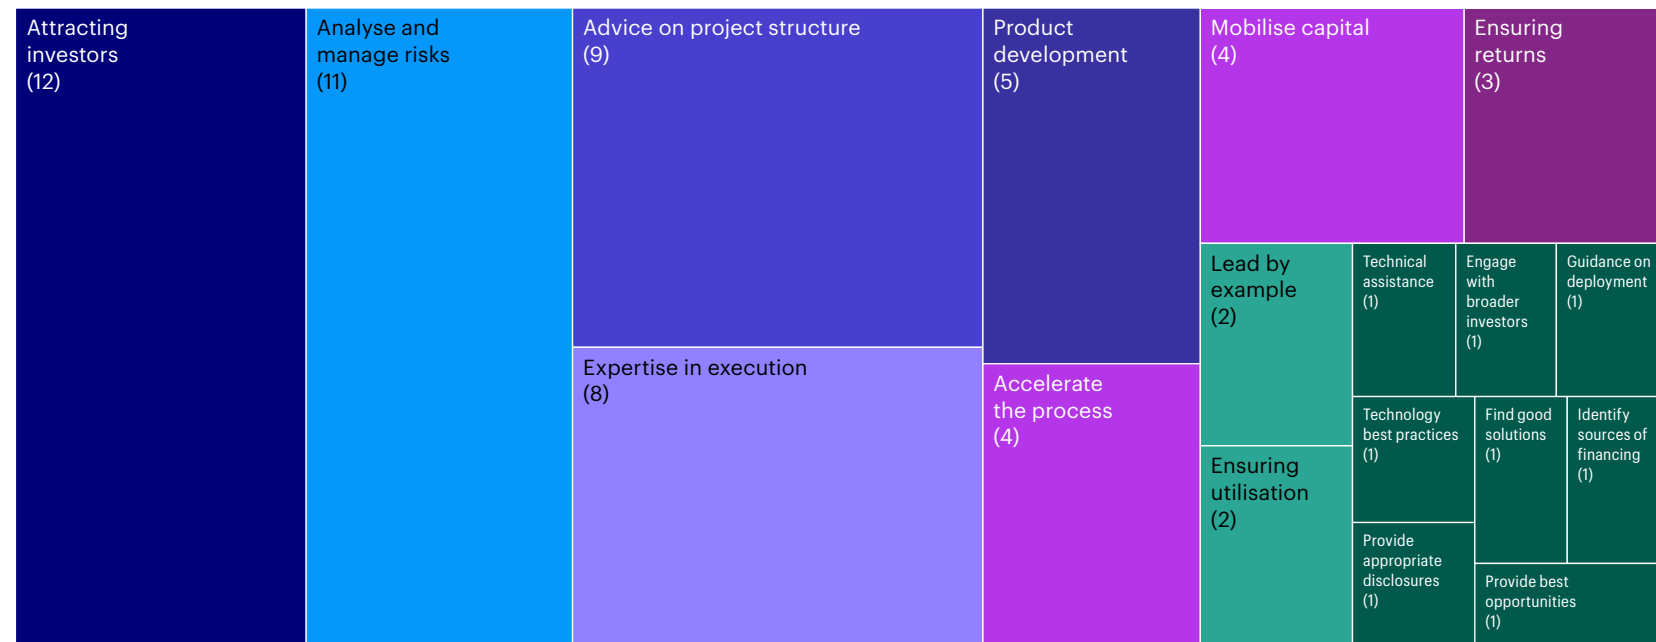 Attracting
investors
(12)
Analyse and
manage risks
(11)
Advice on project structure
(9)
Expertise in execution
(8)
Product
development
(5)
Accelerate
the process
(4)
Mobilise capital
(4)
Ensuring
returns
(3)
Lead by
example
(2)
Ensuring
utilisation
(2)
Technical
assistance
(1)
Engage
with
broader
investors
(1)
Guidance on
deployment
(1)
Technology
best practices
(1)
Find good
solutions
(1)
Identify
sources of
financing
(1)
Provide
appropriate
disclosures
(1)
Provide best
opportunities
(1)